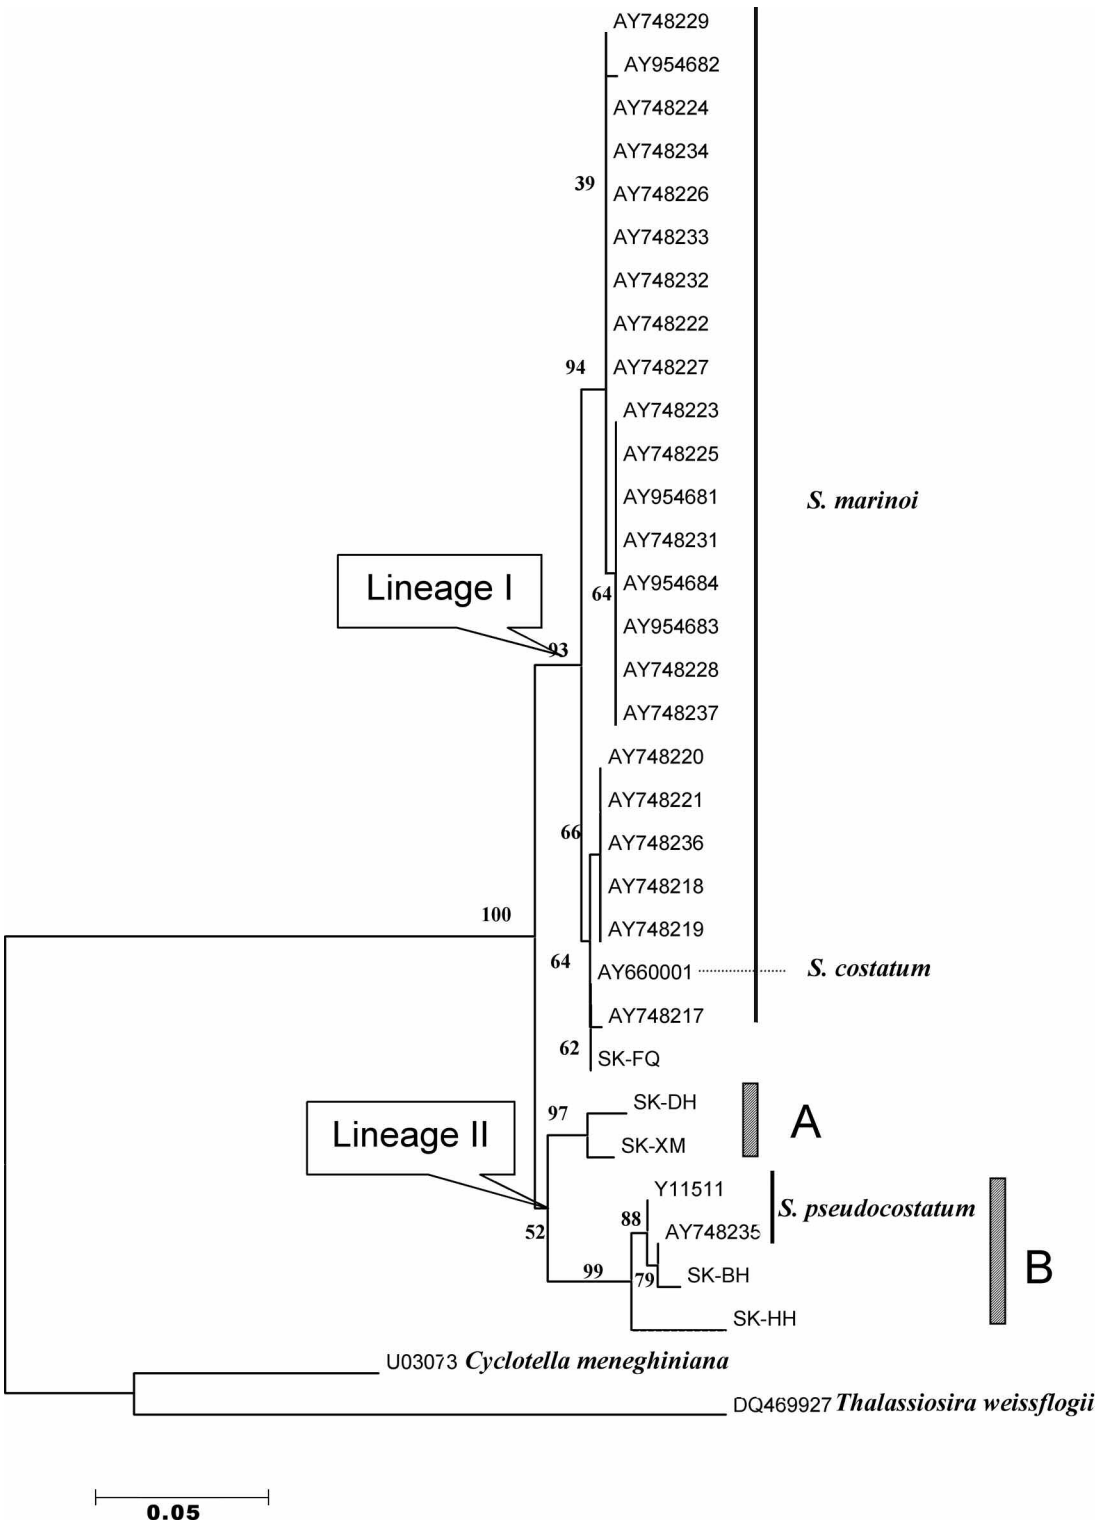 AY748229
AY954682
AY748224
AY748234
39
AY748226
AY748233
AY748232
AY748222
94
AY748227
AY748223
AY748225
AY954681
S. marinoi
AY748231
Lineage I
AY954684
64
AY954683
93
AY748228
AY748237
AY748220
AY748221
66
AY748236
AY748218
100
AY748219
64
AY660001
S. costatum
AY748217
62
SK-FQ
97
SK-DH
A
Lineage II
SK-XM
Y11511
S. pseudocostatum
88
AY748235
52
99
79
SK-BH
B
SK-HH
U03073 Cyclotella meneghiniana
DQ469927 Thalassiosira weissflogii
0.05